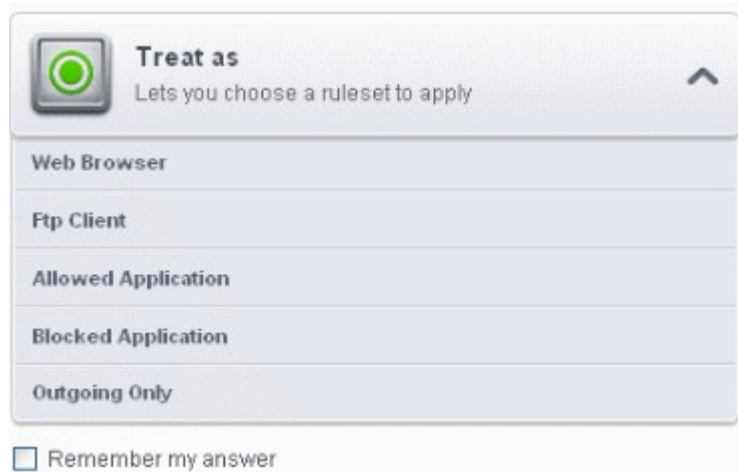 Treat as
Lets you choose a ruleset to apply
Web Browser
Ftp Client
Allowed Application
Blocked Application
Outgoing Only
Remember my answer